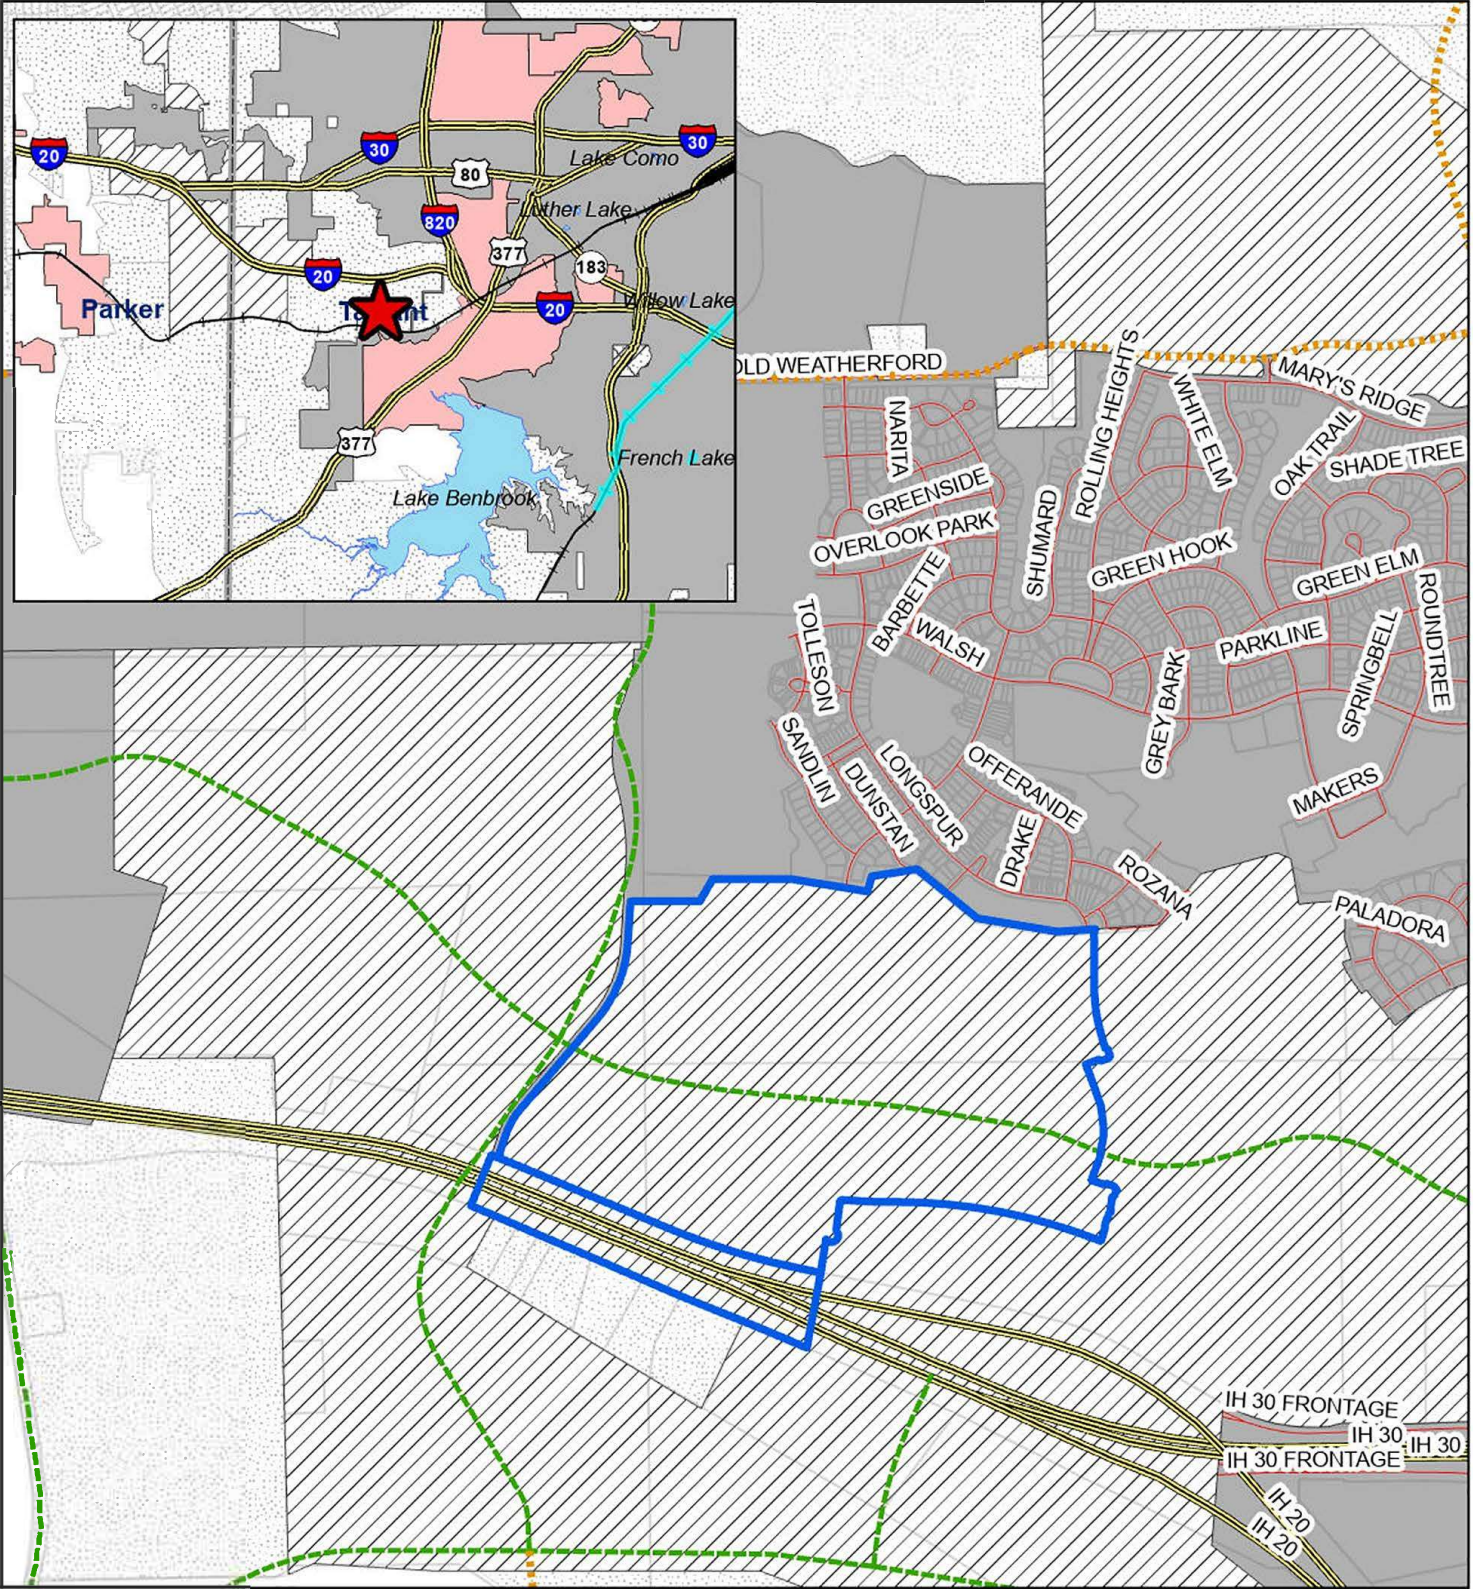 20
30
30
Lake Como
80
Luther Lake
820
377
183
20
20
Willow Lake
Parker
377
French Lake
Lake Benbrook
OLD WEATHERFORD
MARY'S RIDGE
ROLLING HEIGHTS
WHITE ELM
NARITA
OAK TRAIL
SHADE TREE
GREENSIDE
OVERLOOK PARK
SHUMARD
GREEN HOOK
GREEN ELM
ROUNDTREE
BARBETTE
TOLLESON
WALSH
PARKLINE
SPRINGBELL
GREY BARK
SANDLIN
DUNSTAN
LONGSPUR
OFFERANDE
MAKERS
DRAKE
ROZANA
PALADORA
IH 30 FRONTAGE
IH 30
IH 30
IH 30 FRONTAGE
IH 20
IH 20